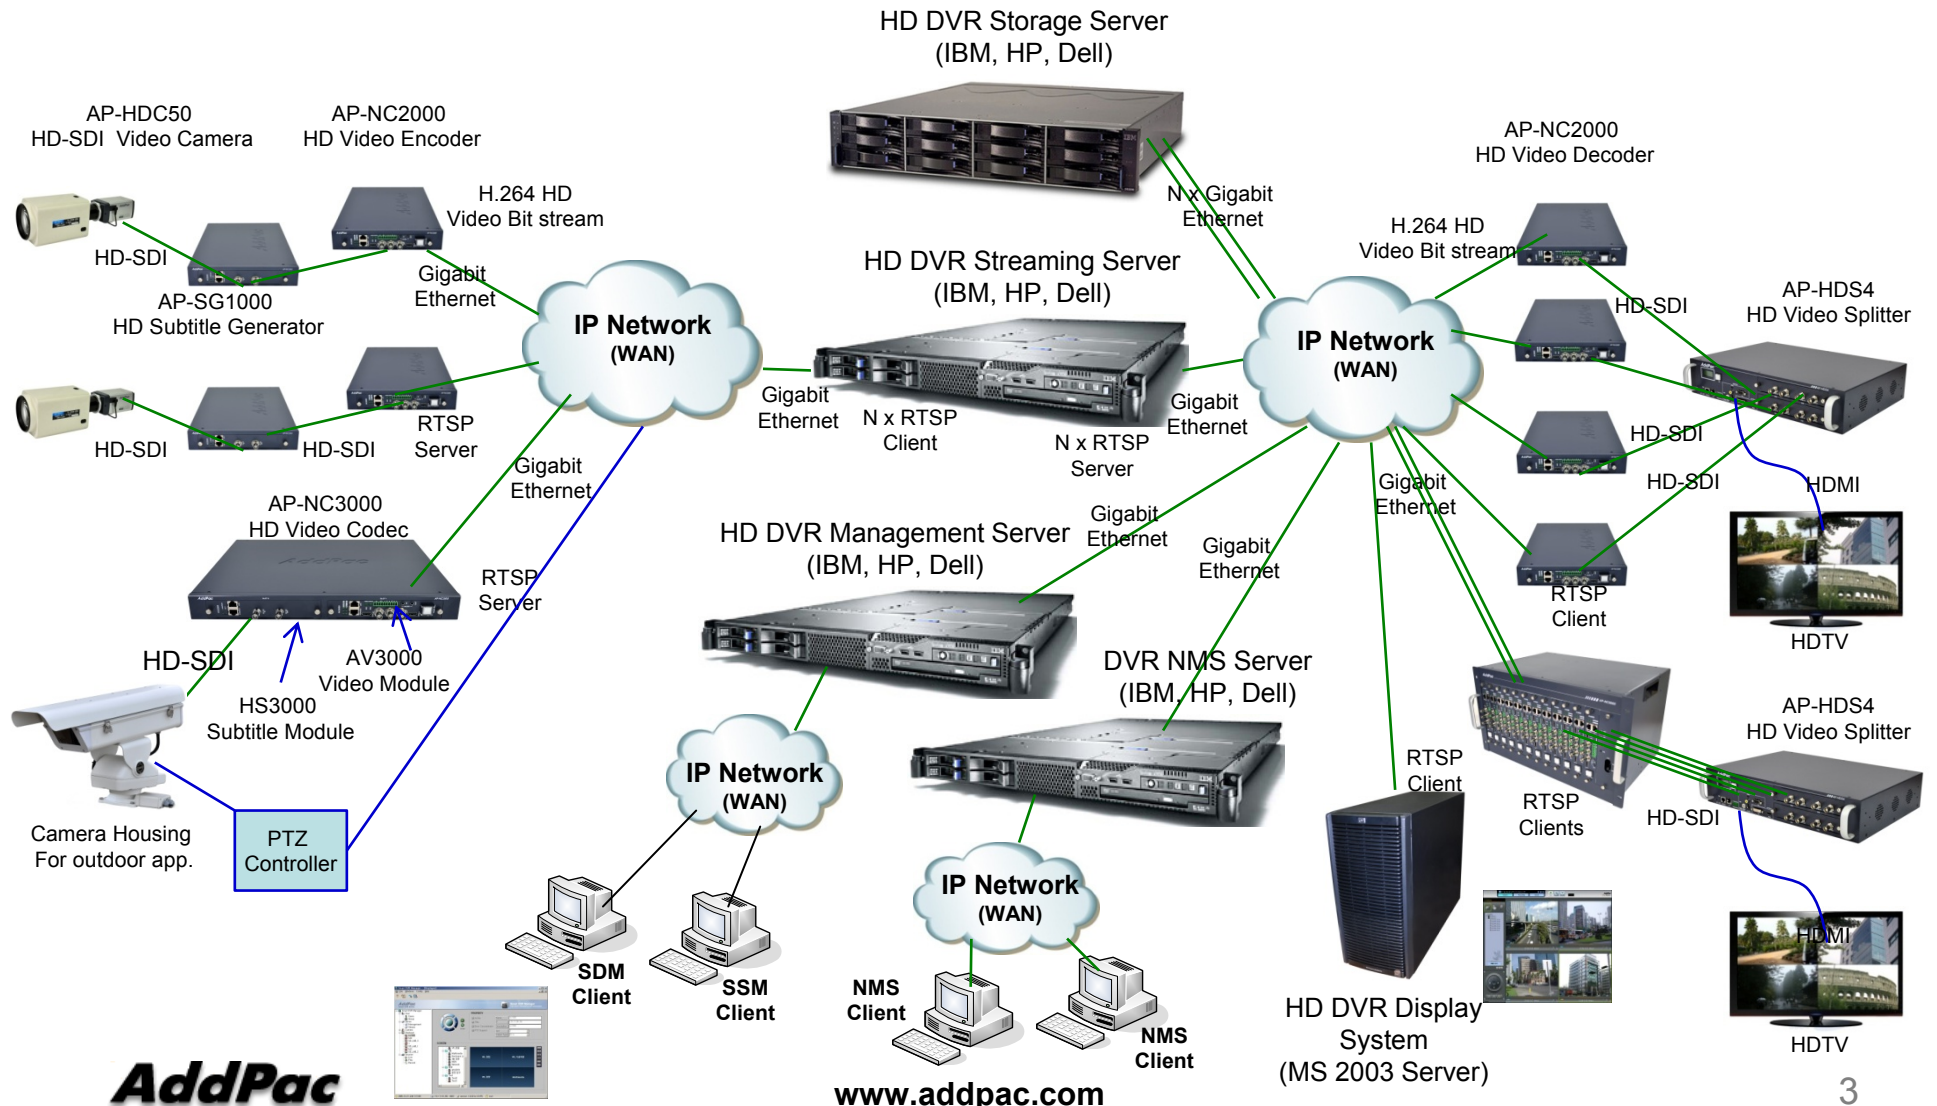 HD DVR Storage Server
(IBM, HP, Dell)
AP-HDC50
HD-SDI  Video Camera
AP-NC2000
HD Video Encoder
AP-NC2000
HD Video Decoder
H.264 HD
Video Bit stream
N x Gigabit
Ethernet
H.264 HD
Video Bit stream
HD-SDI
Gigabit
Ethernet
AP-SG1000
HD Subtitle Generator
HD DVR Streaming Server
(IBM, HP, Dell)
IP Network
(WAN)
IP Network
(WAN)
HD-SDI
AP-HDS4
HD Video Splitter
Gigabit
Ethernet
N x RTSP
Client
N x RTSP
Server
Gigabit
Ethernet
HD-SDI
HD-SDI
RTSP
Server
HD-SDI
HD-SDI
HDMI
Gigabit
Ethernet
Gigabit
Ethernet
AP-NC3000
HD Video Codec
AddPac
HD DVR Management Server
(IBM, HP, Dell)
Gigabit
Ethernet
Gigabit
Ethernet
RTSP
Server
RTSP
Client
HDTV
HD-SDI
AV3000
Video Module
HS3000
Subtitle Module
DVR NMS Server
(IBM, HP, Dell)
AP-HDS4
HD Video Splitter
IP Network
(WAN)
RTSP
Client
RTSP
Clients
HD-SDI
Camera Housing
For outdoor app.
PTZ
Controller
IP Network
(WAN)
HDMI
SDM
Client
SSM
Client
NMS
Client
NMS
Client
HD DVR Display
System
(MS 2003 Server)
HDTV
AddPac
www.addpac.com
3